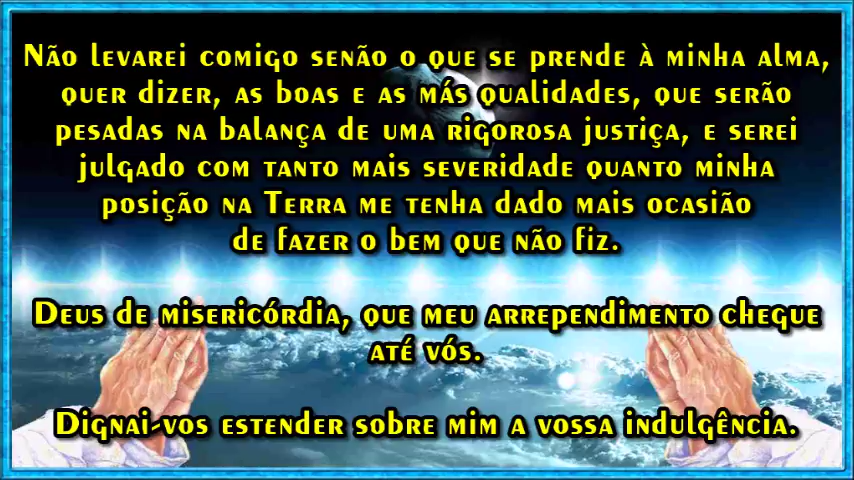 Não levarei comigo senão o que se prende à minha alma,
quer dizer, as boas e as más qualidades, que serão
pesadas na balança de uma rigorosa justiça, e serei
julgado com tanto mais severidade quanto minha
posição na Terra me tenha dado mais ocasião
de fazer o bem que não fiz.
Deus de misericórdia, que meu arrependimento chegue
até vós.
Dignai-vos estender sobre mim a vossa indulgência.